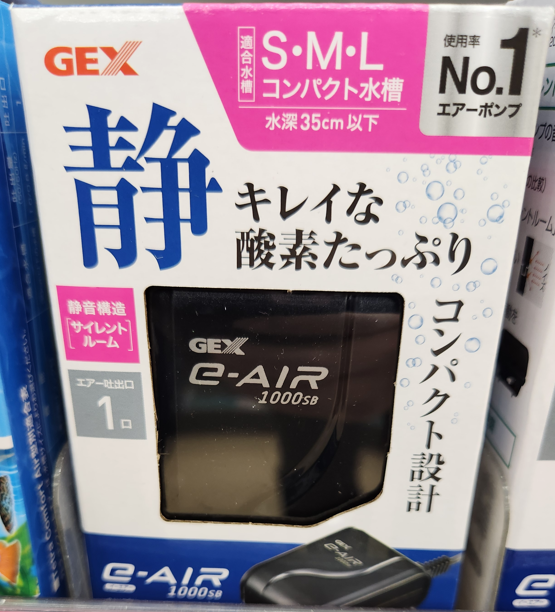 GEX
適合水槽
S・M・L
コンパクト水槽
水深35cm以下
使用率
No.1*
エアーポンプ
静
キレイな
酸素たっぷり
コンパクト設計
静音構造
サイレント
ルーム
エアー吐出口
1口
GEX
e-AIR
1000SB
GEX
e-AIR
e-AIR
1000SB